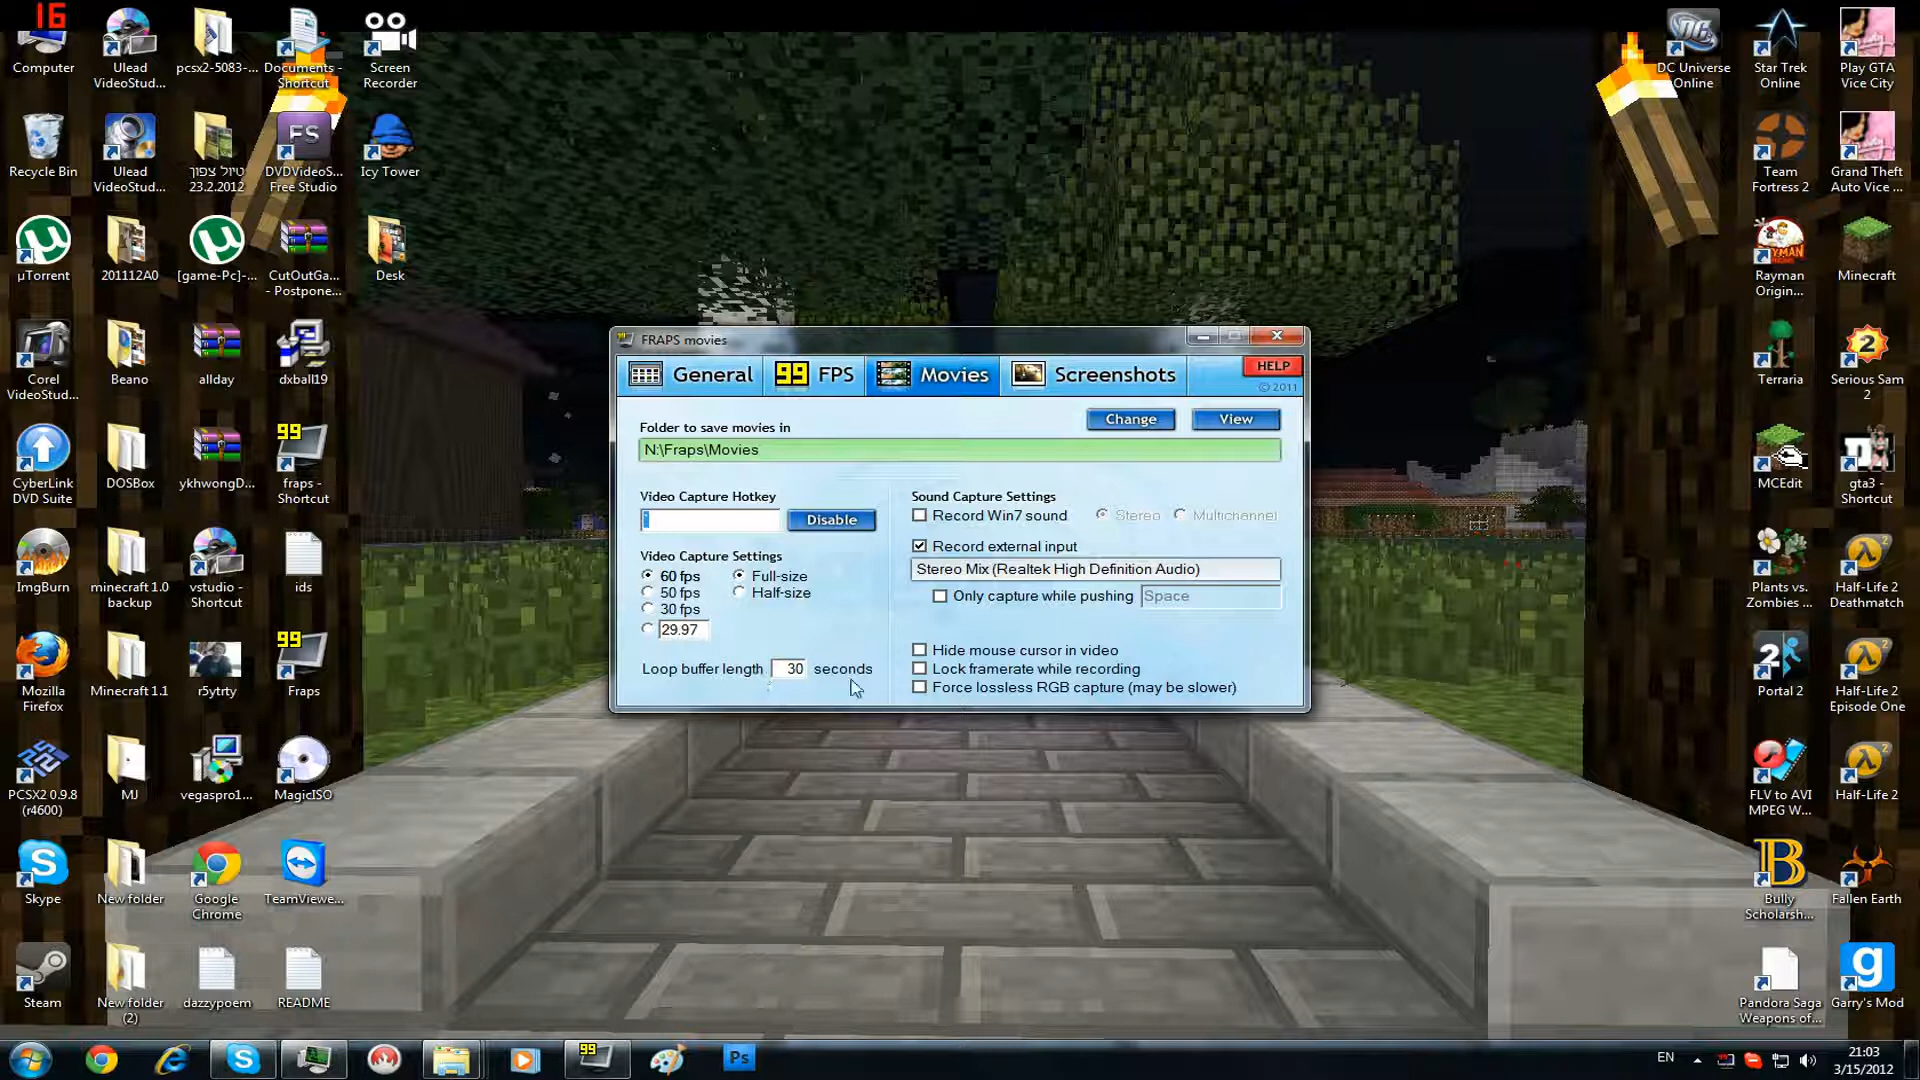 16
Computer
Ulead
VideoStud...
pcsx2-5083-...
Documents -
Shortcut
Screen
Recorder
DC Universe
Online
Star Trek
Online
Play GTA
Vice City
Recycle Bin
Ulead
VideoStud...
טיול צפון
23.2.2012
FS
DVDVideoS...
Free Studio
Icy Tower
Team
Fortress 2
Grand Theft
Auto Vice ...
µTorrent
201112A0
[game-Pc]-...
CutOutGa...
- Postpone...
Desk
Rayman
Origin...
Minecraft
Corel
VideoStud...
Beano
allday
dxball19
Terraria
Serious Sam
2
CyberLink
DVD Suite
DOSBox
ykhwongD...
99
fraps -
Shortcut
MCEdit
gta3 -
Shortcut
ImgBurn
minecraft 1.0
backup
vstudio -
Shortcut
ids
Plants vs.
Zombies ...
Half-Life 2
Deathmatch
Mozilla
Firefox
Minecraft 1.1
r5ytrty
99
Fraps
Portal 2
Half-Life 2
Episode One
PCSX2 0.9.8
(r4600)
MJ
vegaspro1...
MagicISO
FLV to AVI
MPEG W...
Half-Life 2
Skype
New folder
Google
Chrome
TeamViewe...
Bully
Scholarsh...
Fallen Earth
Steam
New folder
(2)
dazzypoem
README
Pandora Saga
Weapons of...
Garry's Mod
FRAPS movies
General
99 FPS
Movies
Screenshots
HELP
© 2011
Folder to save movies in
Change
View
N:\Fraps\Movies
Video Capture Hotkey
Disable
Video Capture Settings
60 fps
Full-size
50 fps
Half-size
30 fps
29.97
Loop buffer length 30 seconds
Sound Capture Settings
Record Win7 sound
Stereo
Multichannel
Record external input
Stereo Mix (Realtek High Definition Audio)
Only capture while pushing
Space
Hide mouse cursor in video
Lock framerate while recording
Force lossless RGB capture (may be slower)
99
Ps
EN
21:03
3/15/2012